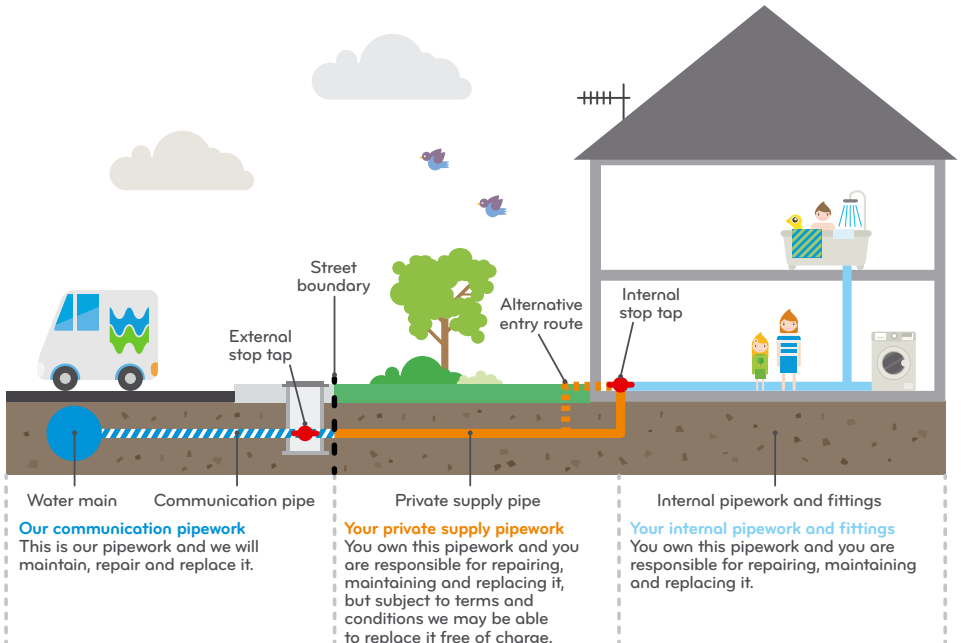 Street
boundary
External
stop tap
Alternative
entry route
Internal
stop tap
Water main
Communication pipe
Private supply pipe
Internal pipework and fittings
Our communication pipework
This is our pipework and we will
maintain, repair and replace it.
Your private supply pipework
You own this pipework and you
are responsible for repairing,
maintaining and replacing it,
but subject to terms and
conditions we may be able
to replace it free of charge.
Your internal pipework and fittings
You own this pipework and you are
responsible for repairing, maintaining
and replacing it.